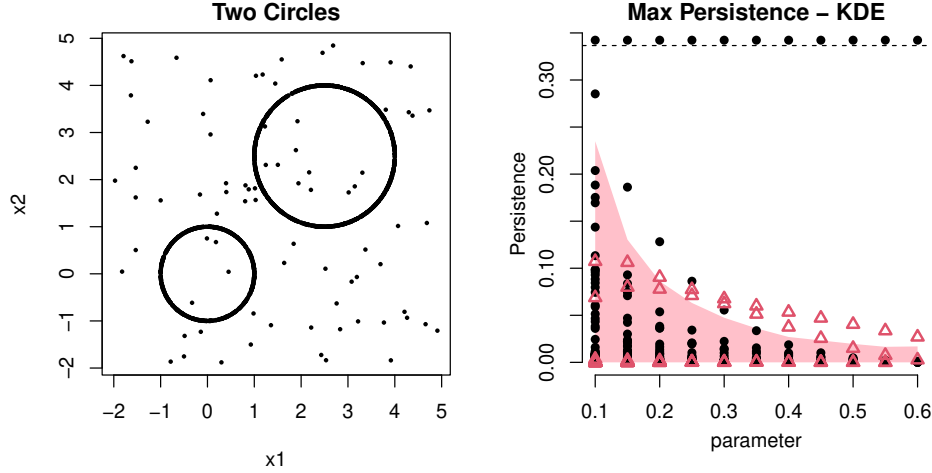 Two Circles
5
4
3
2
1
0
−1
−2
x2
−2 −1 0 1 2 3 4 5
x1
Max Persistence − KDE
0.30
0.20
0.10
0.00
Persistence
0.1 0.2 0.3 0.4 0.5 0.6
parameter